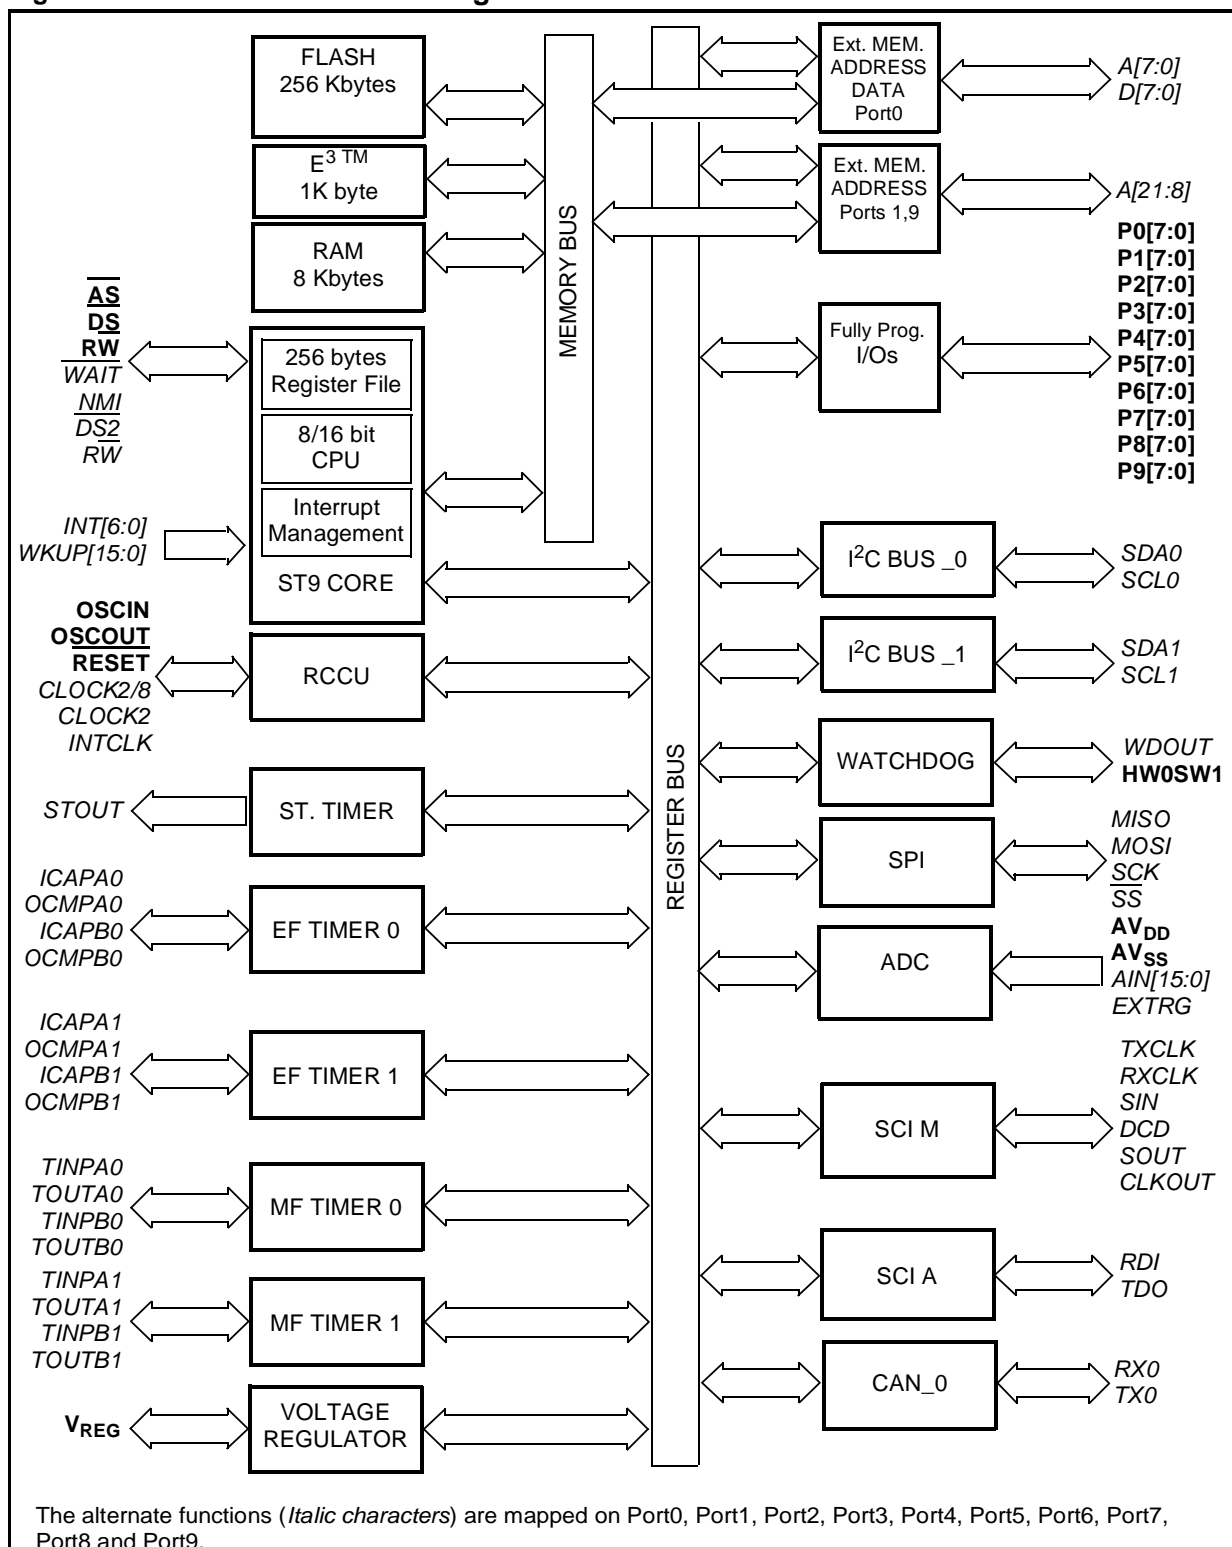 FLASH
256 Kbytes
E3 TM
1K byte
RAM
8 Kbytes
AS
DS
RW
WAIT
NMI
DS2
RW
256 bytes
Register File
8/16 bit
CPU
Interrupt
Management
ST9 CORE
INT[6:0]
WKUP[15:0]
OSCIN
OSCOUT
RESET
CLOCK2/8
CLOCK2
INTCLK
RCCU
STOUT
ST. TIMER
ICAPA0
OCMPA0
ICAPB0
OCMPB0
EF TIMER 0
ICAPA1
OCMPA1
ICAPB1
OCMPB1
EF TIMER 1
TINPA0
TOUTA0
TINPB0
TOUTB0
MF TIMER 0
TINPA1
TOUTA1
TINPB1
TOUTB1
MF TIMER 1
VREG
VOLTAGE
REGULATOR
MEMORY BUS
REGISTER BUS
Ext. MEM.
ADDRESS
DATA
Port0
A[7:0]
D[7:0]
Ext. MEM.
ADDRESS
Ports 1,9
A[21:8]
Fully Prog.
I/Os
P0[7:0]
P1[7:0]
P2[7:0]
P3[7:0]
P4[7:0]
P5[7:0]
P6[7:0]
P7[7:0]
P8[7:0]
P9[7:0]
I2C BUS _0
SDA0
SCL0
I2C BUS _1
SDA1
SCL1
WATCHDOG
WDOUT
HW0SW1
SPI
MISO
MOSI
SCK
SS
ADC
AVDD
AVSS
AIN[15:0]
EXTRG
SCI M
TXCLK
RXCLK
SIN
DCD
SOUT
CLKOUT
SCI A
RDI
TDO
CAN_0
RX0
TX0
The alternate functions (Italic characters) are mapped on Port0, Port1, Port2, Port3, Port4, Port5, Port6, Port7,
Port8 and Port9.